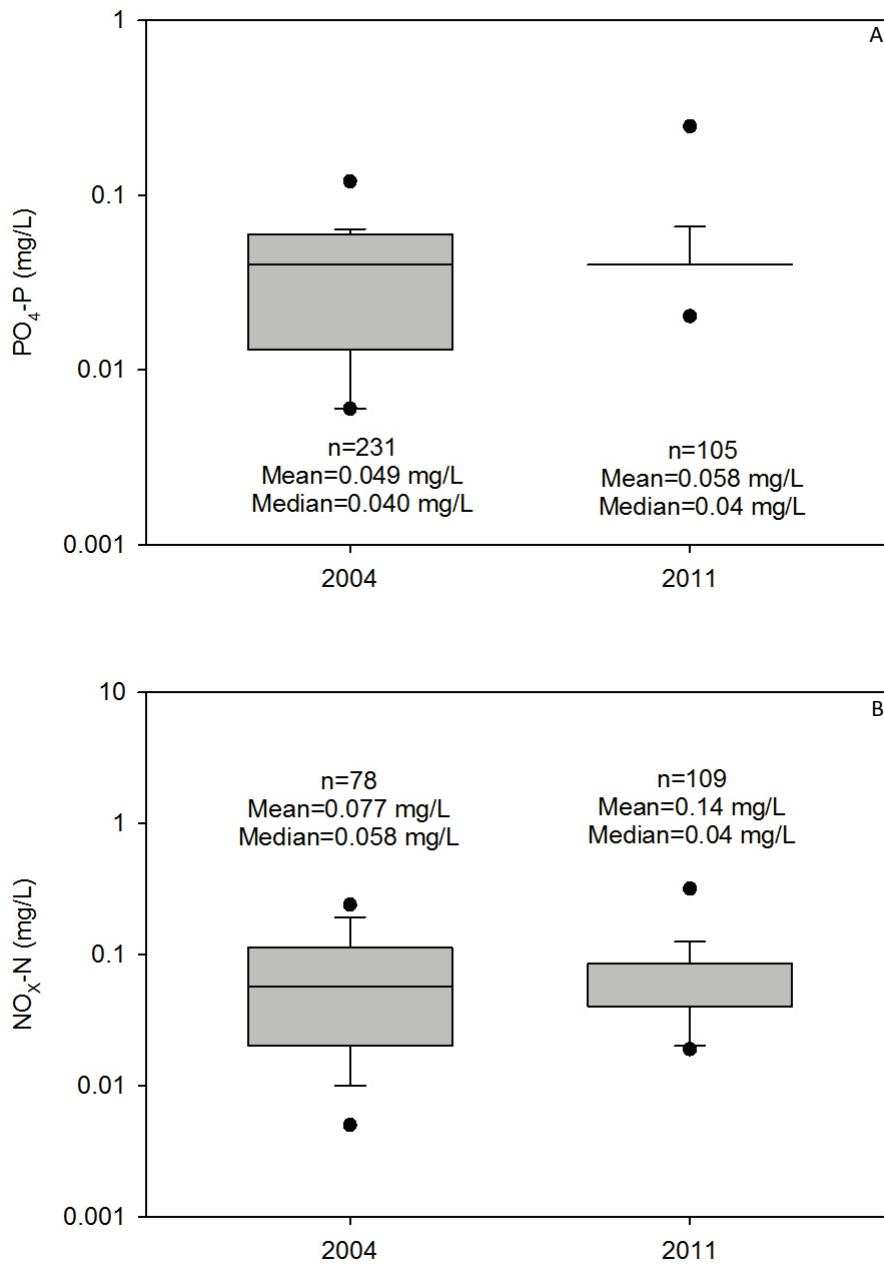 A
1
0.1
0.01
0.001
PO4-P (mg/L)
n=231
Mean=0.049 mg/L
Median=0.040 mg/L
n=105
Mean=0.058 mg/L
Median=0.04 mg/L
2004 2011
B
10
1
0.1
0.01
0.001
NOX-N (mg/L)
n=78
Mean=0.077 mg/L
Median=0.058 mg/L
n=109
Mean=0.14 mg/L
Median=0.04 mg/L
2004 2011